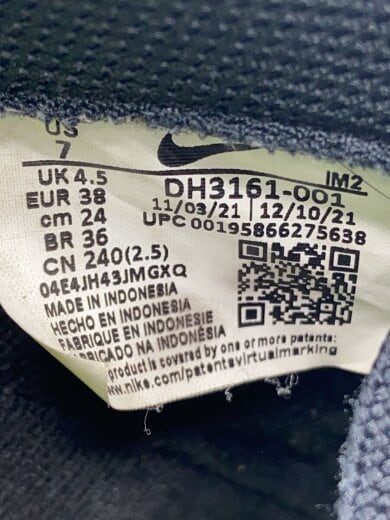 US
7
UK 4.5
EUR 38
cm 24
BR 36
CN 240(2.5)
04E4JH43JMGXQ
MADE IN INDONESIA
HECHO EN INDONESIA
FABRIQUE EN INDONESIE
FABRICADO NA INDONÉSIA
product is covered by one or more patents:
www.nike.com/patentsvirtualmarking
IM2
DH3161-001
11/03/21 | 12/10/21
UPC 00195866275638